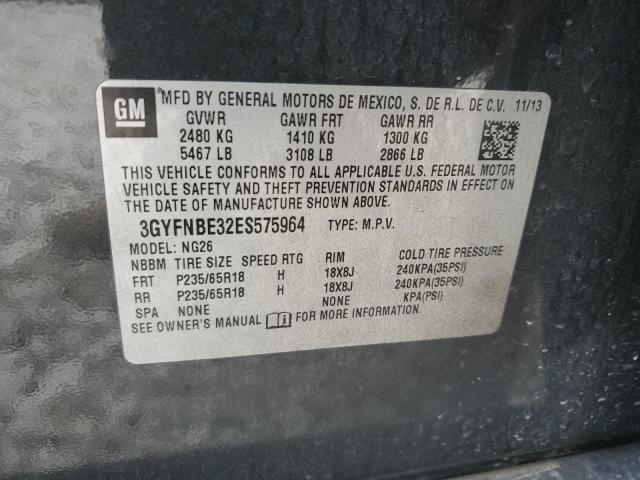 GM
MFD BY GENERAL MOTORS DE MEXICO, S. DE R.L. DE C.V. 11/13
GVWR GAWR FRT GAWR RR
2480 KG 1410 KG 1300 KG
5467 LB 3108 LB 2866 LB
THIS VEHICLE CONFORMS TO ALL APPLICABLE U.S. FEDERAL MOTOR
VEHICLE SAFETY AND THEFT PREVENTION STANDARDS IN EFFECT ON
THE DATE OF MANUFACTURE SHOWN ABOVE.
3GYFNBE32ES575964 TYPE: M.P.V.
MODEL: NG26
NBBM TIRE SIZE SPEED RTG RIM COLD TIRE PRESSURE
FRT P235/65R18 H 18X8J 240KPA(35PSI)
RR P235/65R18 H 18X8J 240KPA(35PSI)
SPA NONE NONE KPA(PSI)
SEE OWNER'S MANUAL FOR MORE INFORMATION.